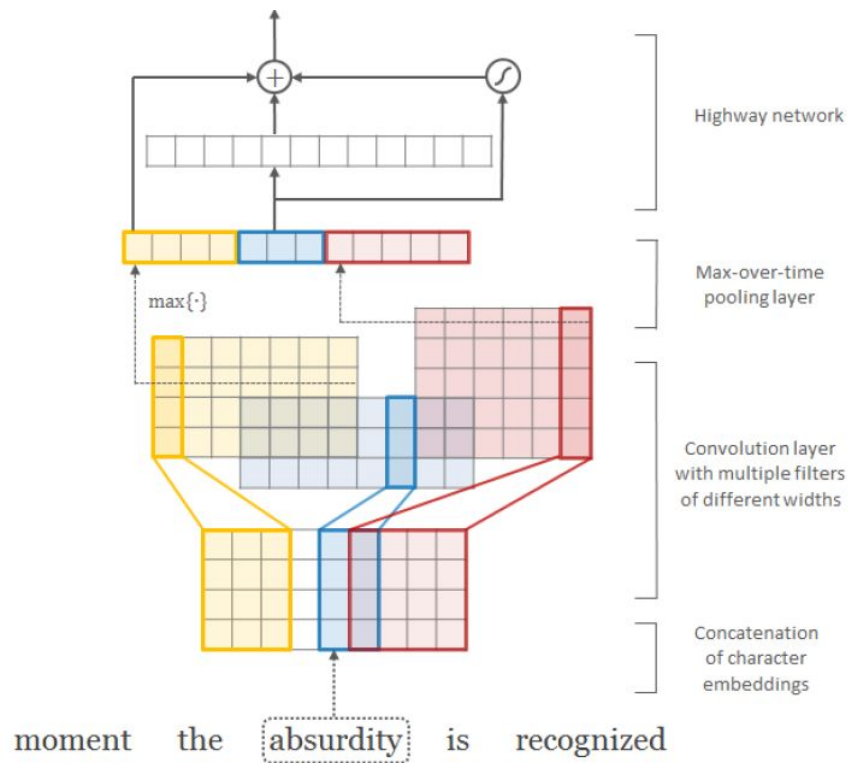 +
Highway network
Max-over-time
pooling layer
max{·}
Convolution layer
with multiple filters
of different widths
Concatenation
of character
embeddings
moment the absurdity is recognized